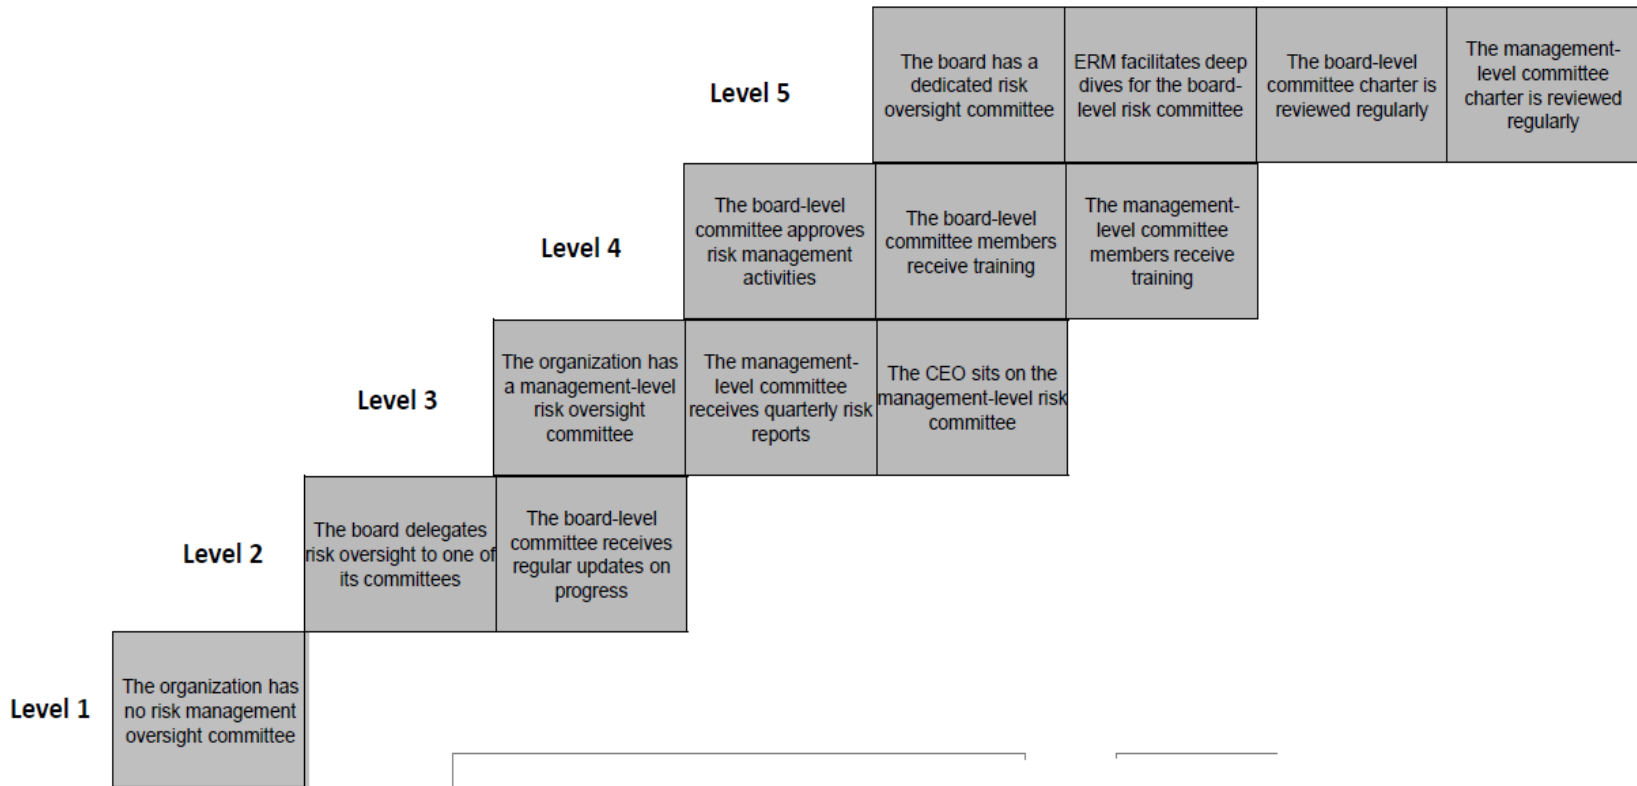 Level 5
The board has a
dedicated risk
oversight committee
ERM facilitates deep
dives for the board-
level risk committee
The board-level
committee charter is
reviewed regularly
The management-
level committee
charter is reviewed
regularly
Level 4
The board-level
committee approves
risk management
activities
The board-level
committee members
receive training
The management-
level committee
members receive
training
Level 3
The organization has
a management-level
risk oversight
committee
The management-
level committee
receives quarterly risk
reports
The CEO sits on the
management-level risk
committee
Level 2
The board delegates
risk oversight to one of
its committees
The board-level
committee receives
regular updates on
progress
Level 1
The organization has
no risk management
oversight committee